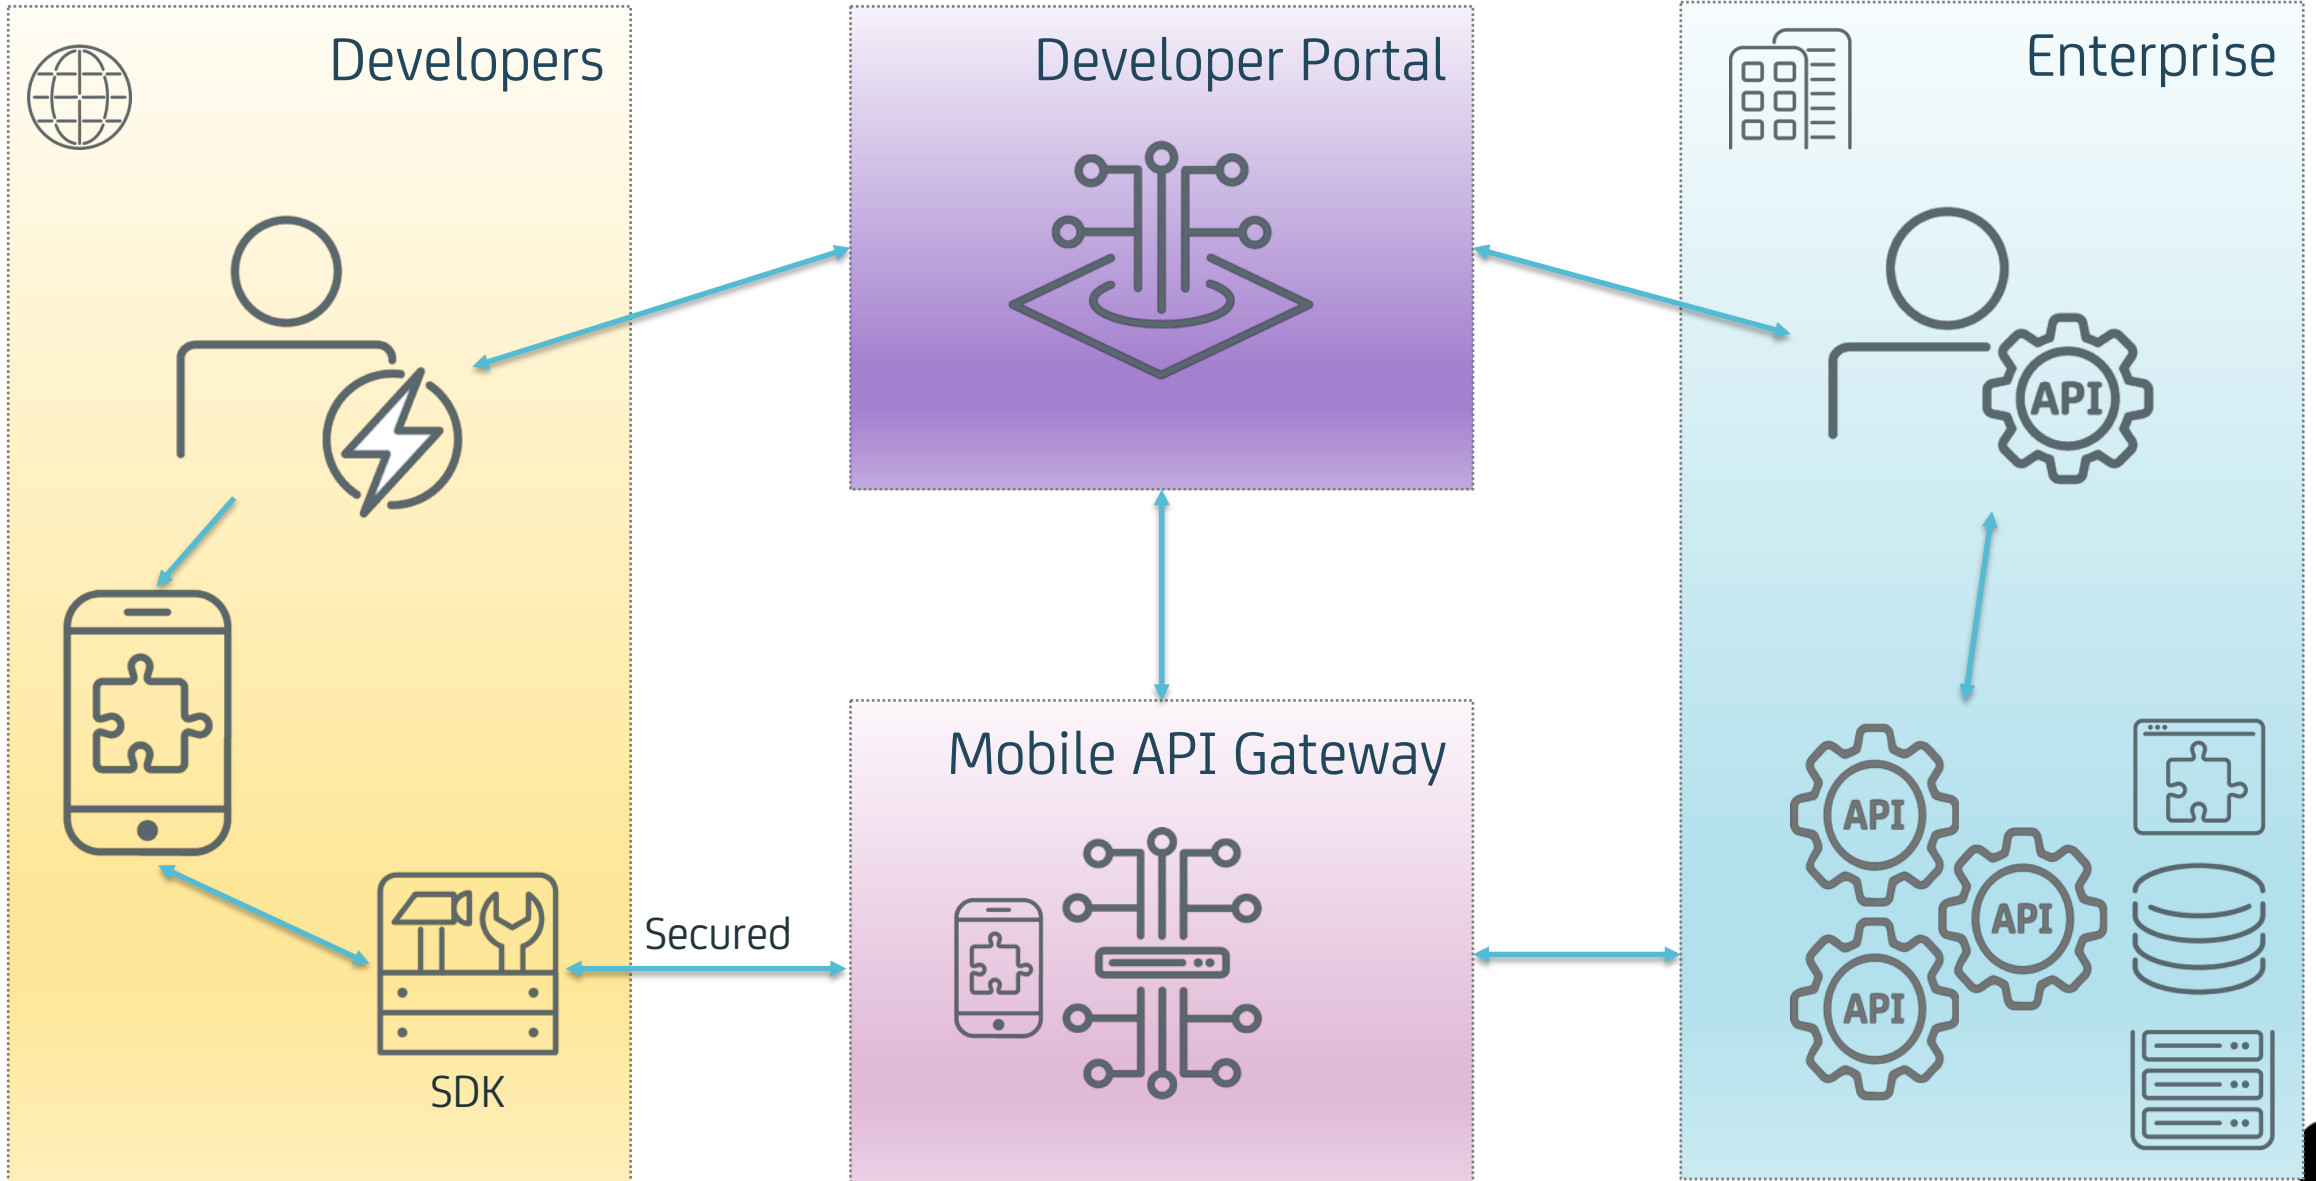 Developers
Developer Portal
Enterprise
API
Mobile API Gateway
API
API
API
Secured
SDK